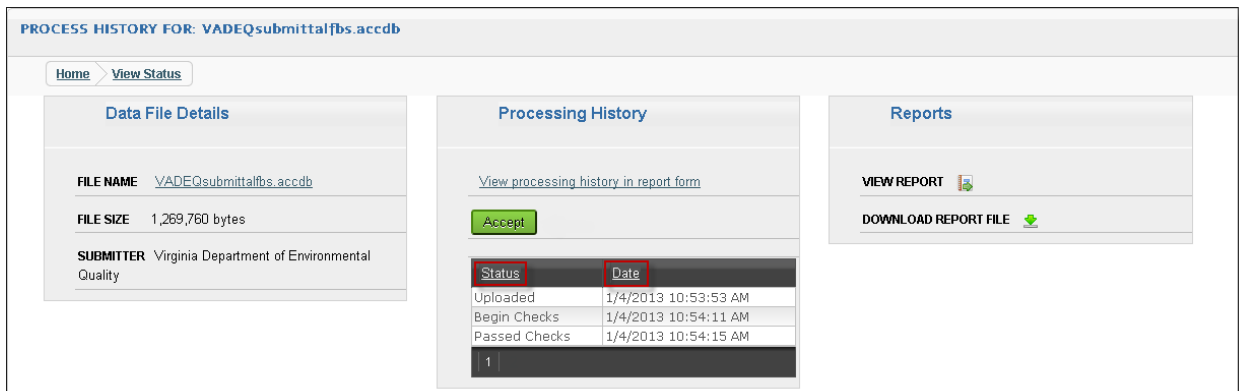 PROCESS HISTORY FOR: VADEQsubmittalfbs.accdb
Home View Status
Data File Details
FILE NAME VADEQsubmittalfbs.accdb
FILE SIZE 1,269,760 bytes
SUBMITTER Virginia Department of Environmental
Quality
Processing History
View processing history in report form
Accept
Status Date
Uploaded 1/4/2013 10:53:53 AM
Begin Checks 1/4/2013 10:54:11 AM
Passed Checks 1/4/2013 10:54:15 AM
1
Reports
VIEW REPORT
DOWNLOAD REPORT FILE